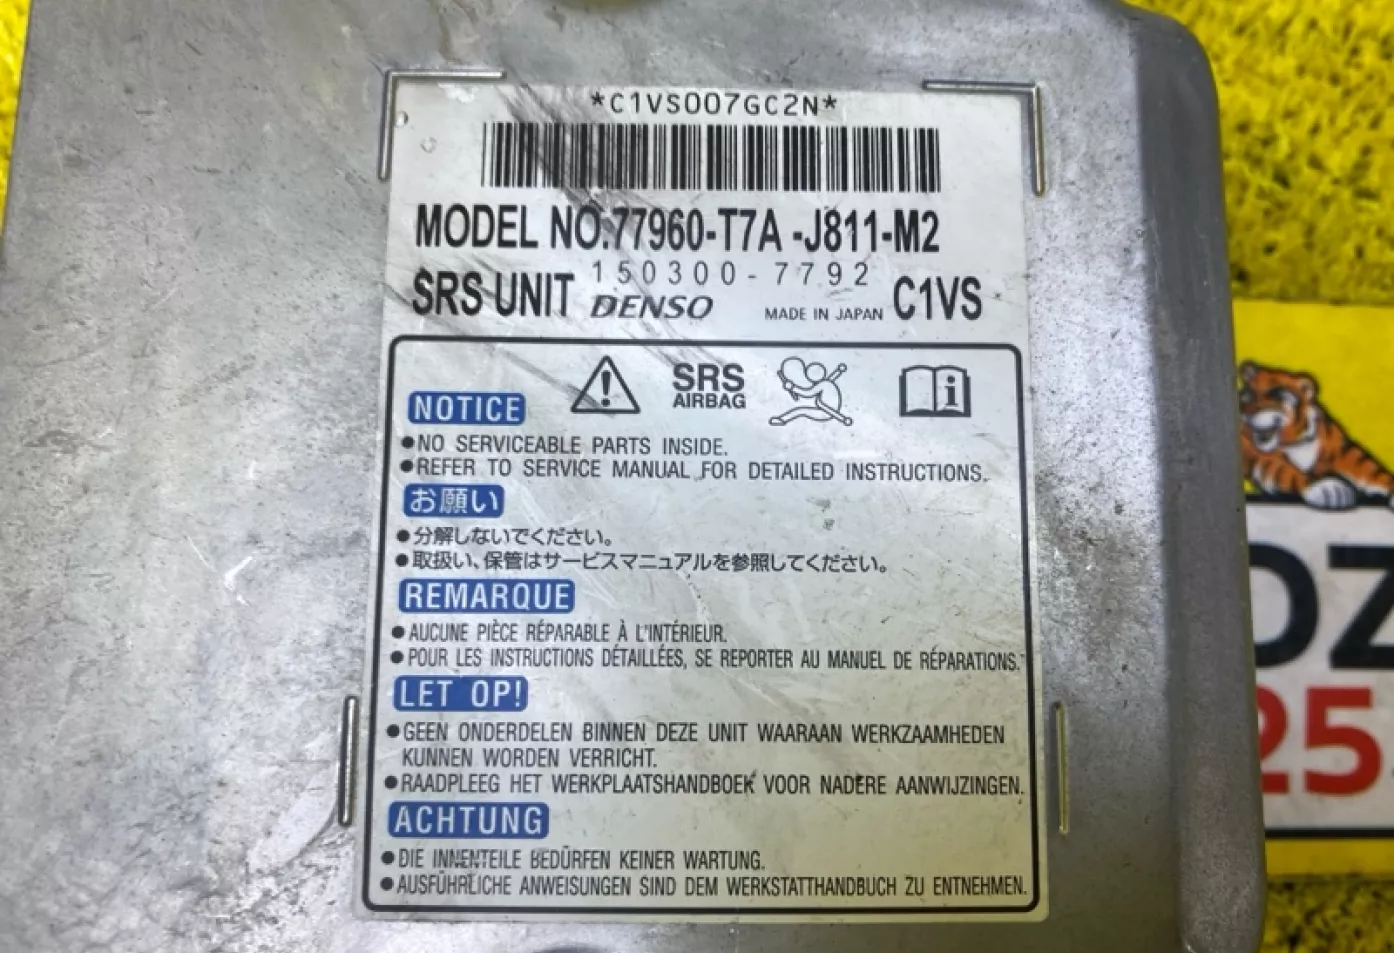 *C1VS007GC2N*
MODEL NO.77960-T7A -J811-M2
150300-7792
SRS UNIT DENSO MADE IN JAPAN C1VS
SRS
AIRBAG
NOTICE
●NO SERVICEABLE PARTS INSIDE.
●REFER TO SERVICE MANUAL FOR DETAILED INSTRUCTIONS.
お願い
●分解しないでください。
●取扱い、保管はサービスマニュアルを参照してください。
REMARQUE
●AUCUNE PIÈCE RÉPARABLE À L'INTÉRIEUR.
●POUR LES INSTRUCTIONS DÉTAILLÉES, SE REPORTER AU MANUEL DE RÉPARATIONS.
LET OP!
●GEEN ONDERDELEN BINNEN DEZE UNIT WAARAAN WERKZAAMHEDEN
KUNNEN WORDEN VERRICHT.
●RAADPLEEG HET WERKPLAATSHANDBOEK VOOR NADERE AANWIJZINGEN.
ACHTUNG
●DIE INNENTEILE BEDÜRFEN KEINER WARTUNG.
●AUSFÜHRLICHE ANWEISUNGEN SIND DEM WERKSTATTHANDBUCH ZU ENTNEHMEN.
25